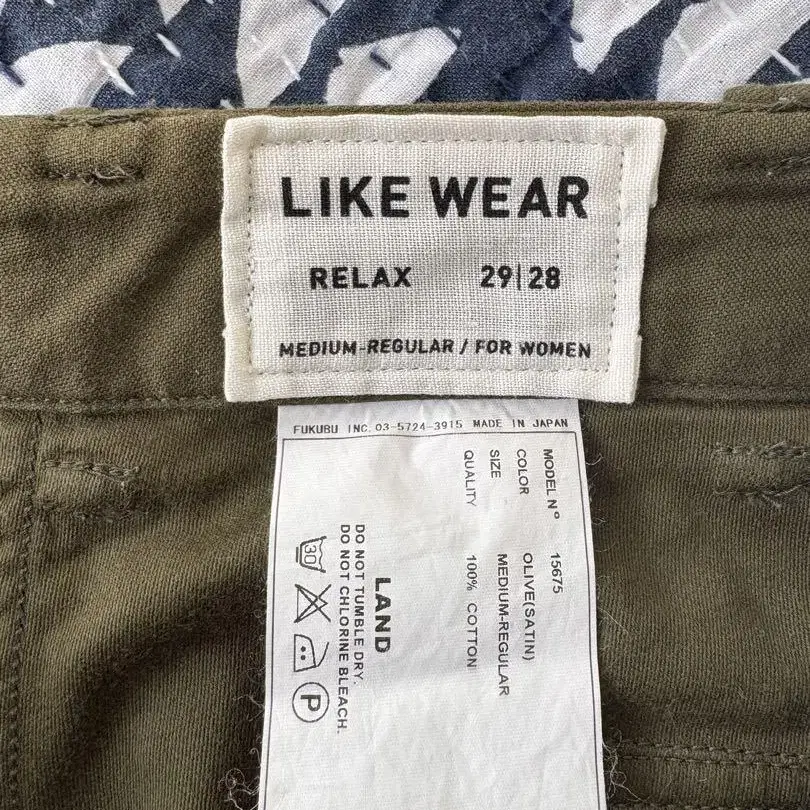 LIKE WEAR
RELAX 29|28
MEDIUM-REGULAR / FOR WOMEN
FUKUBU INC. 03-5724-3915 MADE IN JAPAN
MODEL Nº 15675
COLOR OLIVE(SATIN)
SIZE MEDIUM-REGULAR
QUALITY 100% COTTON
LAND
DO NOT TUMBLE DRY.
DO NOT CHLORINE BLEACH.
30
P